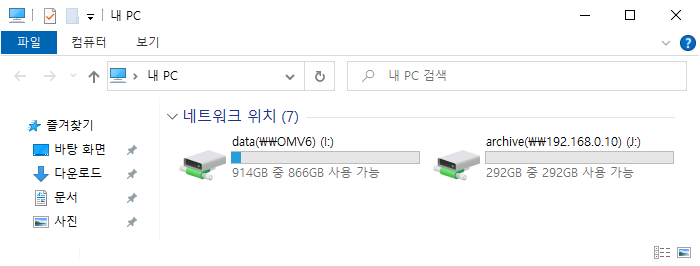 내 PC
파일 컴퓨터 보기
내 PC 내 PC 검색
즐겨찾기
바탕 화면
다운로드
문서
사진
네트워크 위치 (7)
data(₩₩OMV6) (I:)
914GB 중 866GB 사용 가능
archive(₩₩192.168.0.10) (J:)
292GB 중 292GB 사용 가능